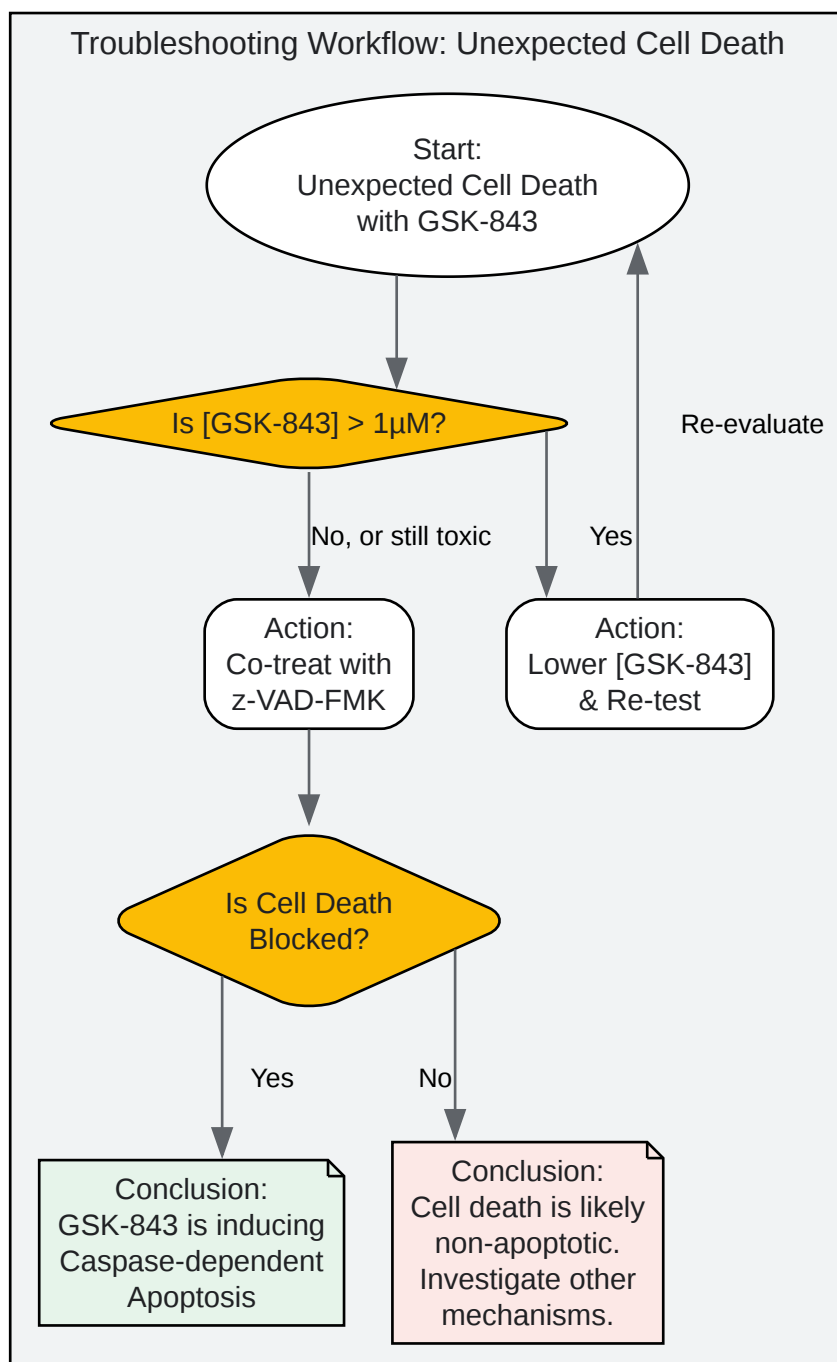 Troubleshooting Workflow: Unexpected Cell Death
Start:
Unexpected Cell Death
with GSK-843
Is [GSK-843] > 1µM?
Re-evaluate
No, or still toxic
Yes
Action:
Co-treat with
z-VAD-FMK
Action:
Lower [GSK-843]
& Re-test
Is Cell Death
Blocked?
Yes
No
Conclusion:
GSK-843 is inducing
Caspase-dependent
Apoptosis
Conclusion:
Cell death is likely
non-apoptotic.
Investigate other
mechanisms.